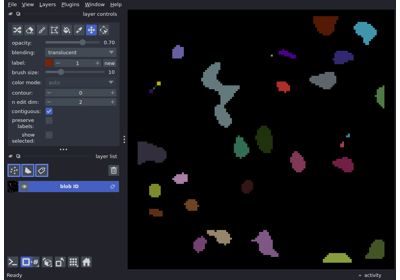 File View Layers Plugins Window Help
layer controls
opacity: 0.70
blending: translucent
label: 1 new
brush size: 10
color mode: auto
contour: 0
n edit dim: 2
contiguous:
preserve
labels:
show
selected:
layer list
blob ID
Ready
activity